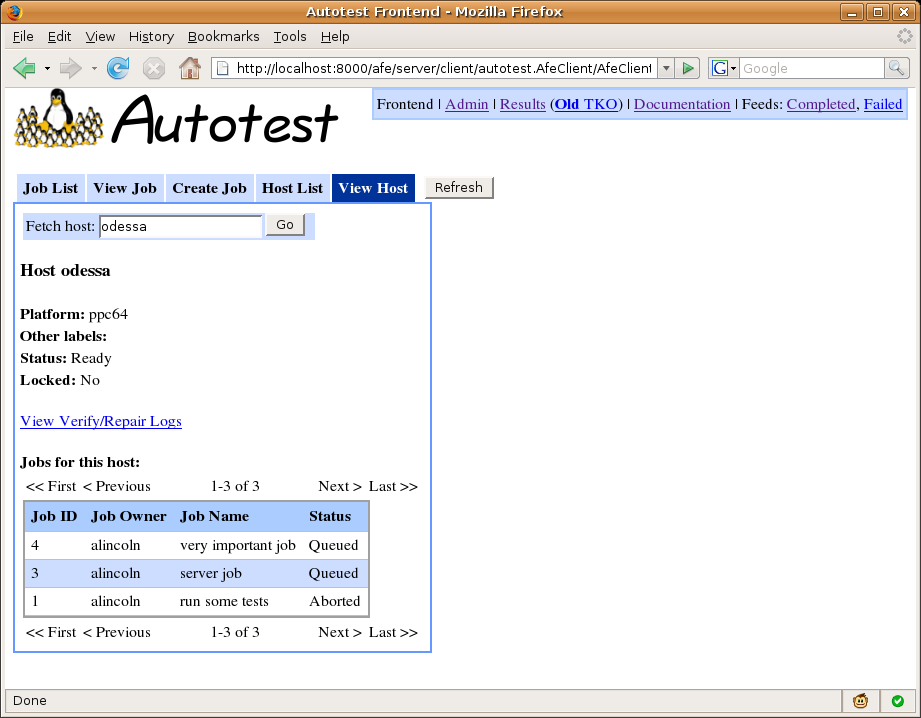 Autotest Frontend - Mozilla Firefox
File Edit View History Bookmarks Tools Help
http://localhost:8000/afe/server/client/autotest.AfeClient/AfeClient
G Google
Autotest
Frontend | Admin | Results (Old TKO) | Documentation | Feeds: Completed, Failed
Job List View Job Create Job Host List View Host Refresh
Fetch host: odessa Go
Host odessa
Platform: ppc64
Other labels:
Status: Ready
Locked: No
View Verify/Repair Logs
Jobs for this host:
<< First < Previous 1-3 of 3 Next > Last >>
Job ID Job Owner Job Name Status
4 alincoln very important job Queued
3 alincoln server job Queued
1 alincoln run some tests Aborted
<< First < Previous 1-3 of 3 Next > Last >>
Done